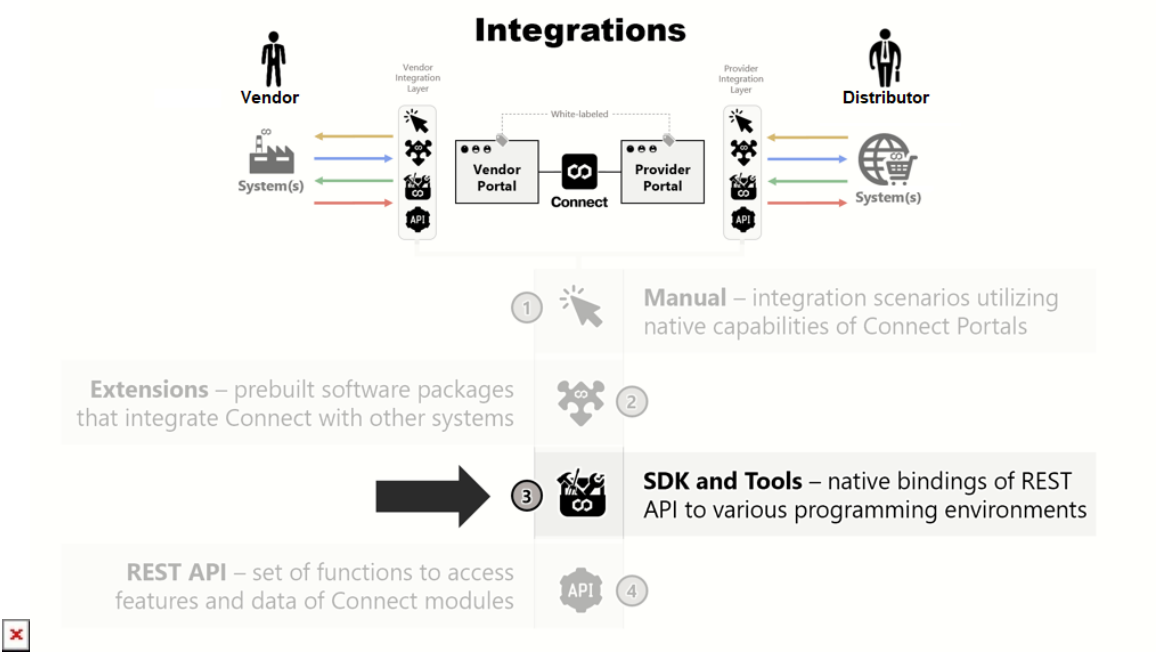 Integrations
Vendor
Integration
Layer
Provider
Integration
Layer
Vendor
Distributor
White-labeled
Vendor
Portal
Provider
Portal
System(s)
System(s)
Connect
API
API
1
Manual – integration scenarios utilizing
native capabilities of Connect Portals
Extensions – prebuilt software packages
that integrate Connect with other systems
2
3
SDK and Tools – native bindings of REST
API to various programming environments
REST API – set of functions to access
features and data of Connect modules
API
4